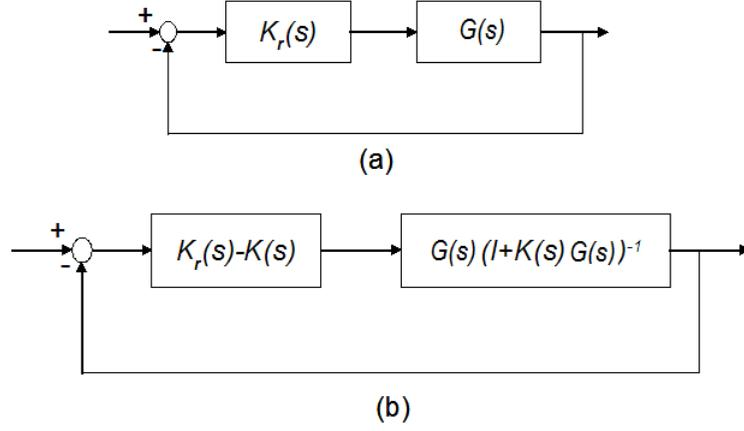 +
-
Kr(s)
G(s)
(a)
+
-
Kr(s)-K(s)
G(s) (I+K(s) G(s))-1
(b)